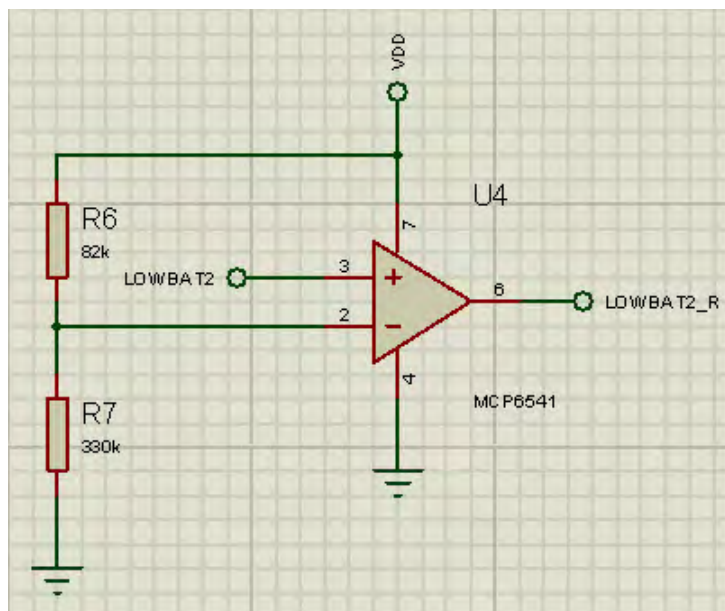 VDD
R6
82k
U4
7
LOWBAT2
3
+
6
LOWBAT2_R
2
-
4
MCP6541
R7
330k